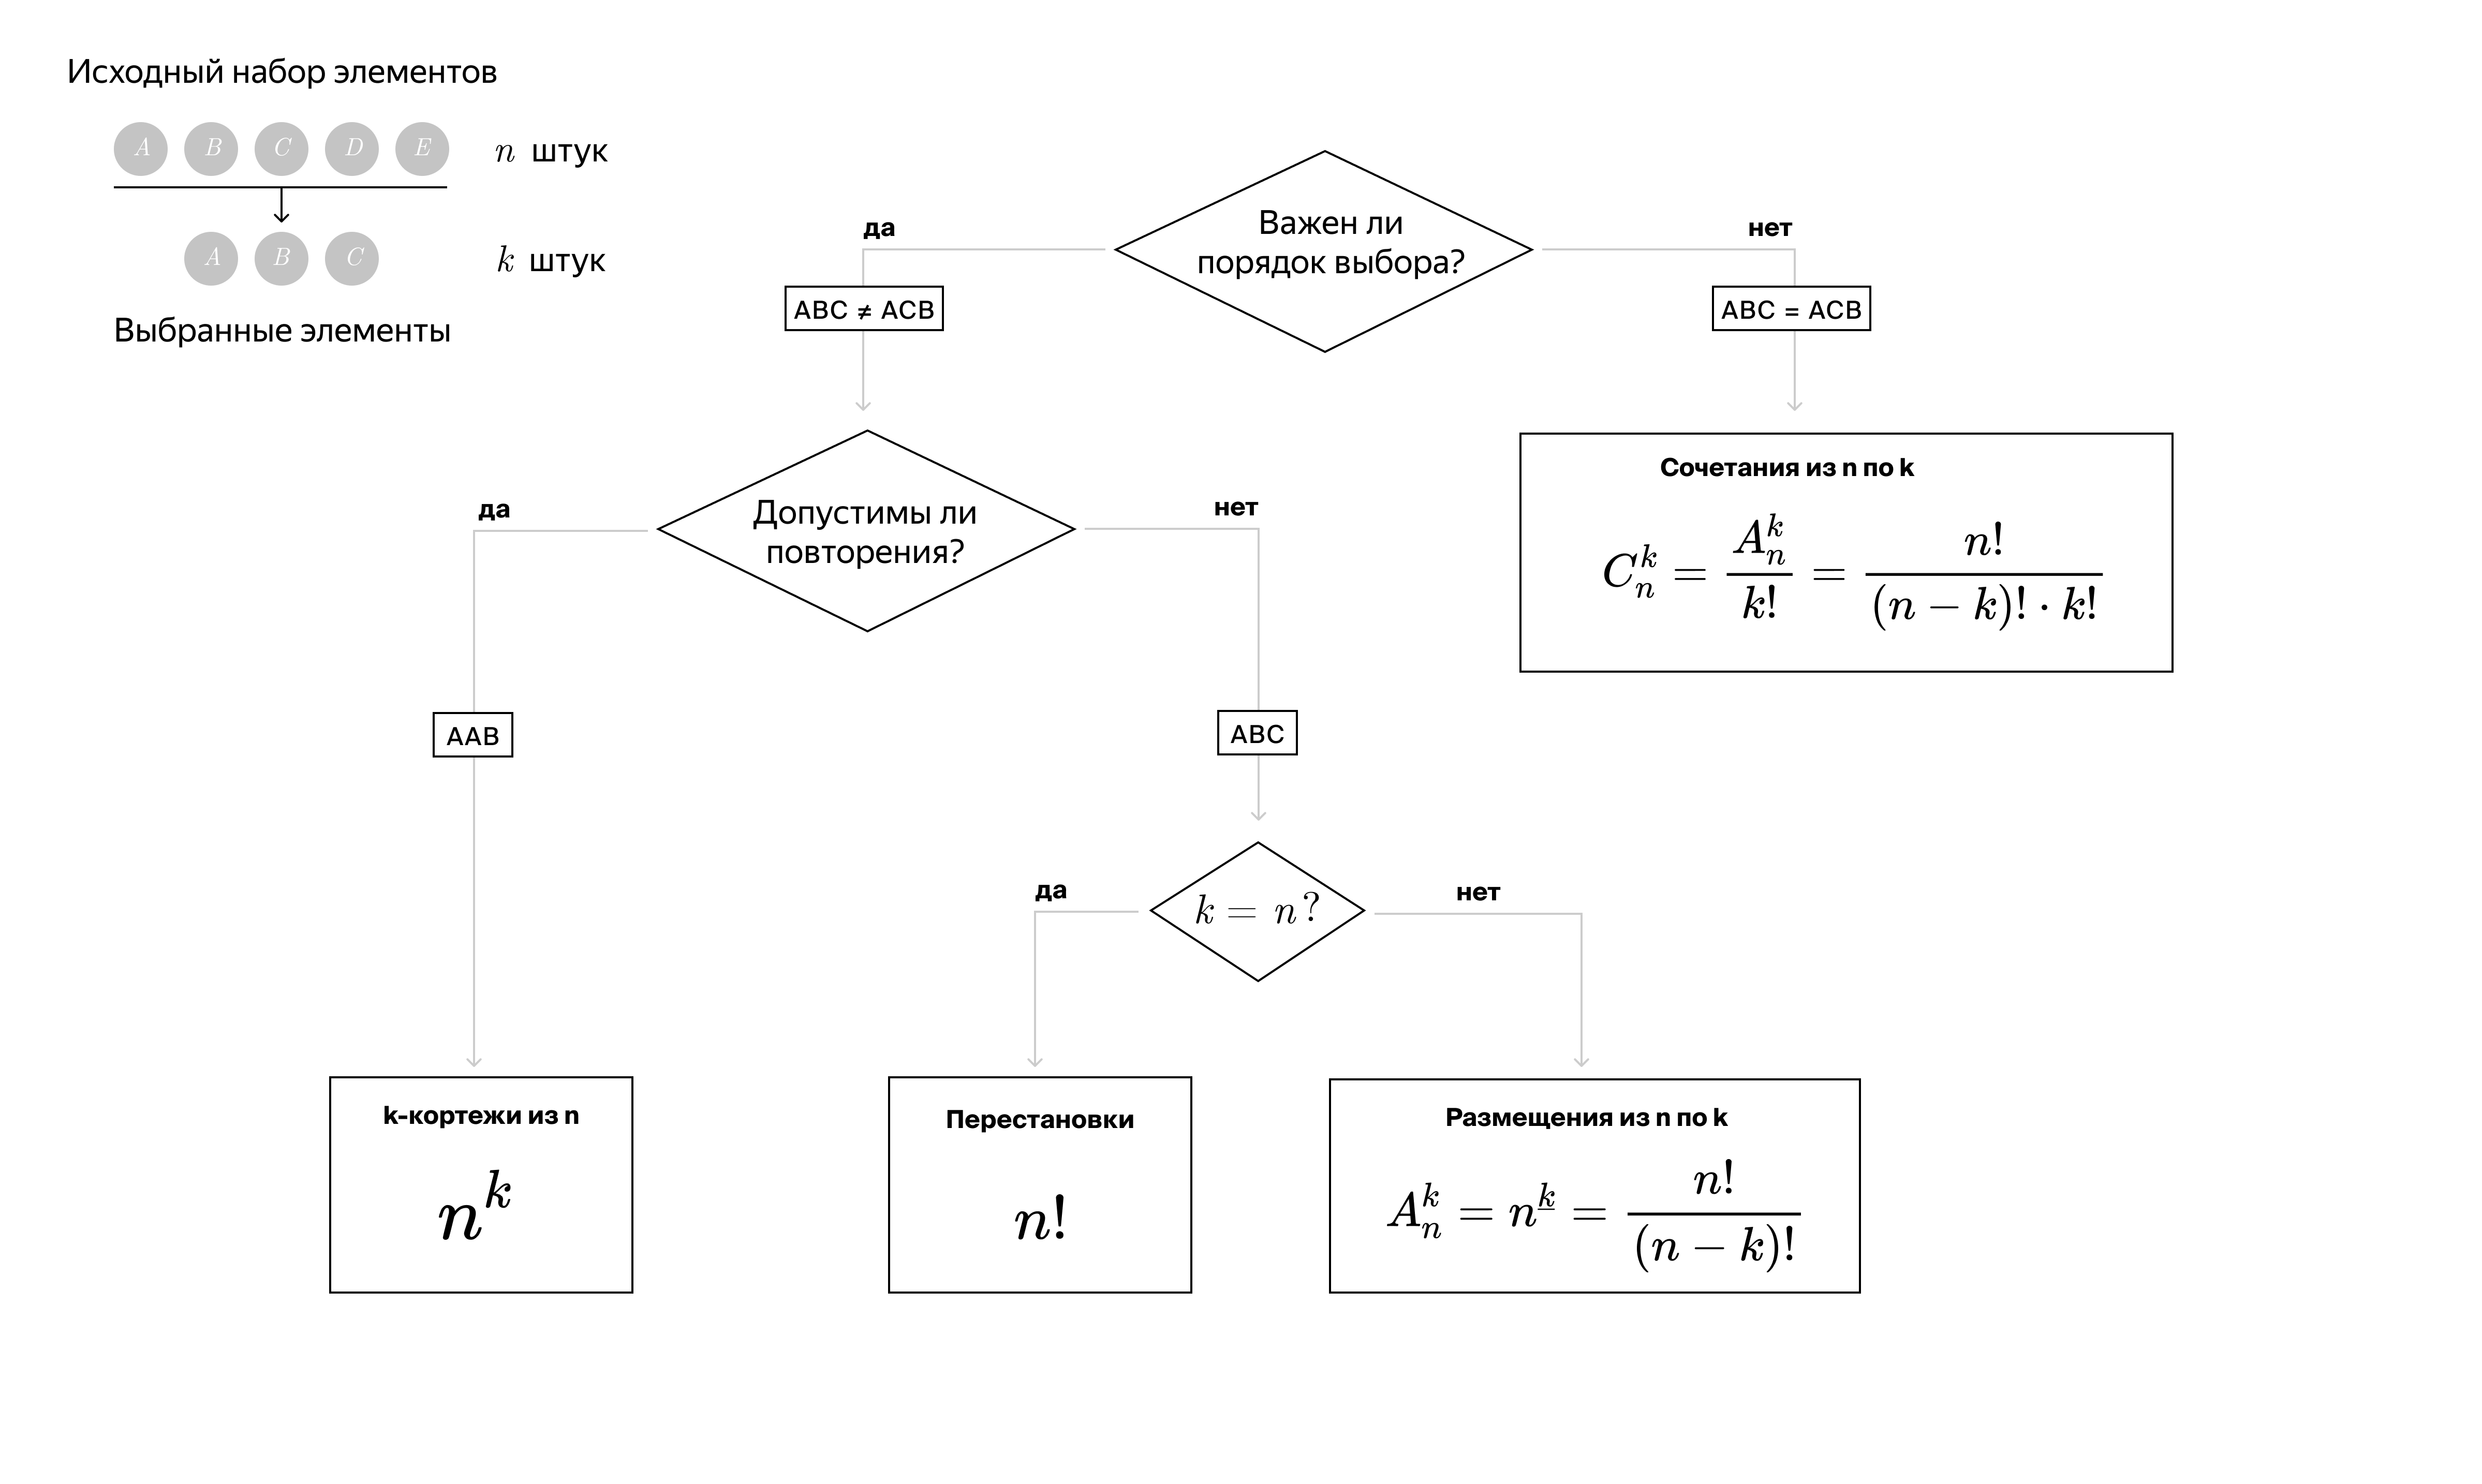 Исходный набор элементов
A B C D E
n штук
A B C
k штук
Выбранные элементы
Важен ли
порядок выбора?
да
нет
ABC ≠ ACB
ABC = ACB
Допустимы ли
повторения?
да
нет
Сочетания из n по k
C_n^k = \frac{A_n^k}{k!} = \frac{n!}{(n − k)! · k!}
AAB
ABC
k = n?
да
нет
k-кортежи из n
n^k
Перестановки
n!
Размещения из n по k
A_n^k = n^{\underline{k}} = \frac{n!}{(n − k)!}